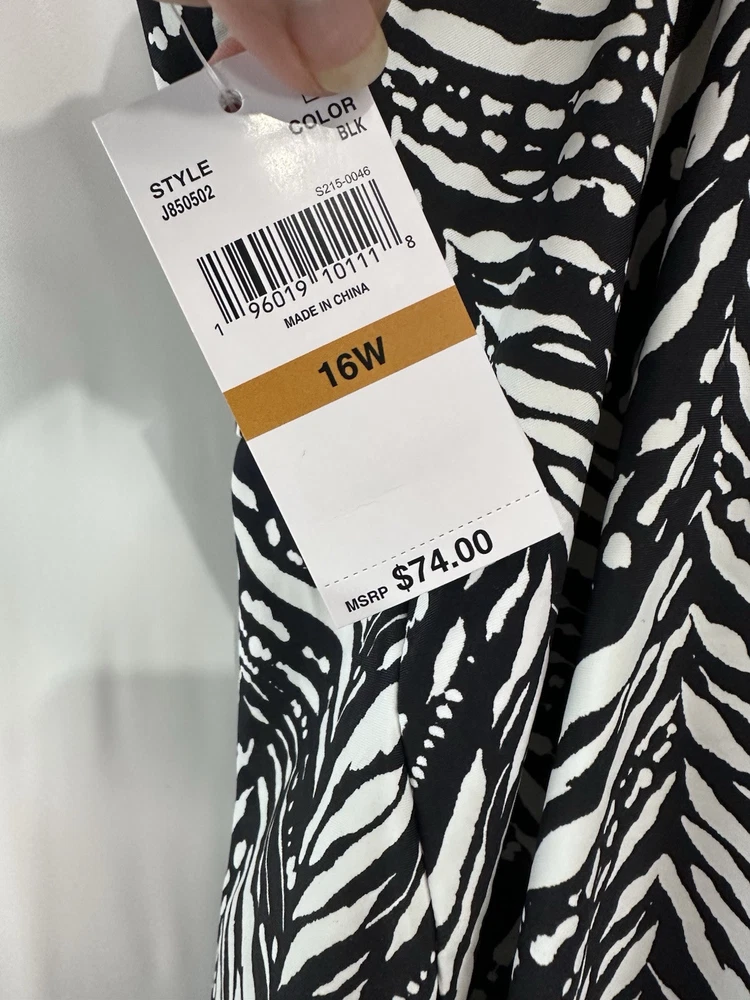 COLOR
BLK
STYLE
J850502
S215-0046
1 96019 10111 8
MADE IN CHINA
16W
MSRP $74.00